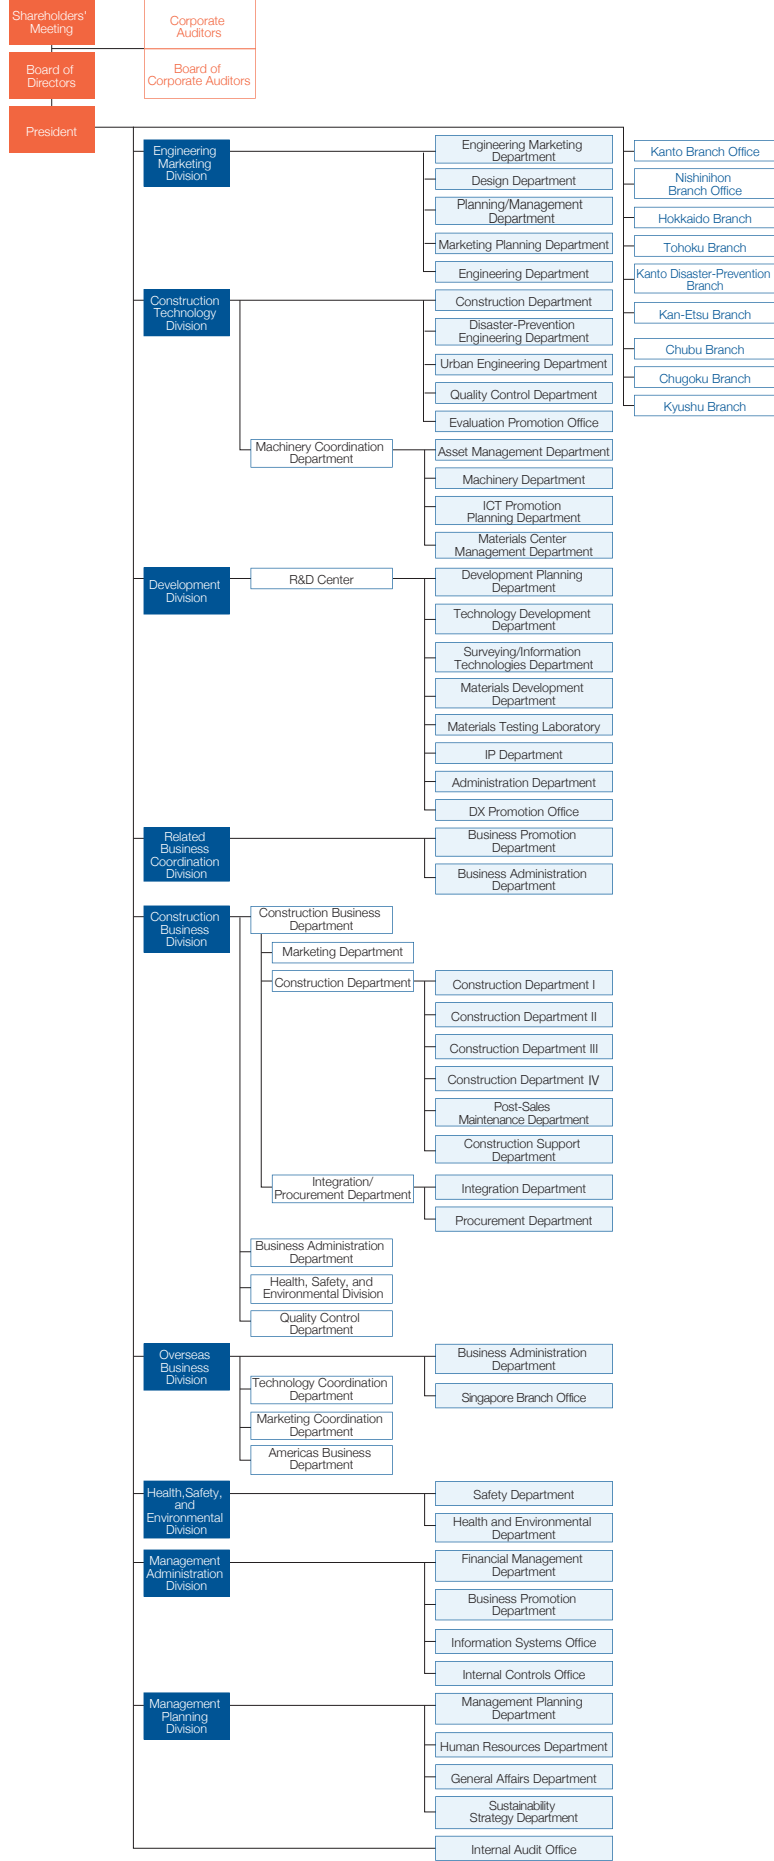 Shareholders'
Meeting
Corporate
Auditors
Board of
Directors
Board of
Corporate Auditors
President
Engineering
Marketing
Division
Engineering Marketing
Department
Design Department
Planning/Management
Department
Marketing Planning Department
Engineering Department
Kanto Branch Office
Nishinihon
Branch Office
Hokkaido Branch
Tohoku Branch
Kanto Disaster-Prevention
Branch
Kan-Etsu Branch
Chubu Branch
Chugoku Branch
Kyushu Branch
Construction
Technology
Division
Construction Department
Disaster-Prevention
Engineering Department
Urban Engineering Department
Quality Control Department
Evaluation Promotion Office
Machinery Coordination
Department
Asset Management Department
Machinery Department
ICT Promotion
Planning Department
Materials Center
Management Department
Development
Division
R&D Center
Development Planning
Department
Technology Development
Department
Surveying/Information
Technologies Department
Materials Development
Department
Materials Testing Laboratory
IP Department
Administration Department
DX Promotion Office
Related
Business
Coordination
Division
Business Promotion
Department
Business Administration
Department
Construction
Business
Division
Construction Business
Department
Marketing Department
Construction Department
Construction Department I
Construction Department II
Construction Department III
Construction Department IV
Post-Sales
Maintenance Department
Construction Support
Department
Integration/
Procurement Department
Integration Department
Procurement Department
Business Administration
Department
Health, Safety, and
Environmental Division
Quality Control
Department
Overseas
Business
Division
Business Administration
Department
Singapore Branch Office
Technology Coordination
Department
Marketing Coordination
Department
Americas Business
Department
Health,Safety,
and
Environmental
Division
Safety Department
Health and Environmental
Department
Management
Administration
Division
Financial Management
Department
Business Promotion
Department
Information Systems Office
Internal Controls Office
Management
Planning
Division
Management Planning
Department
Human Resources Department
General Affairs Department
Sustainability
Strategy Department
Internal Audit Office